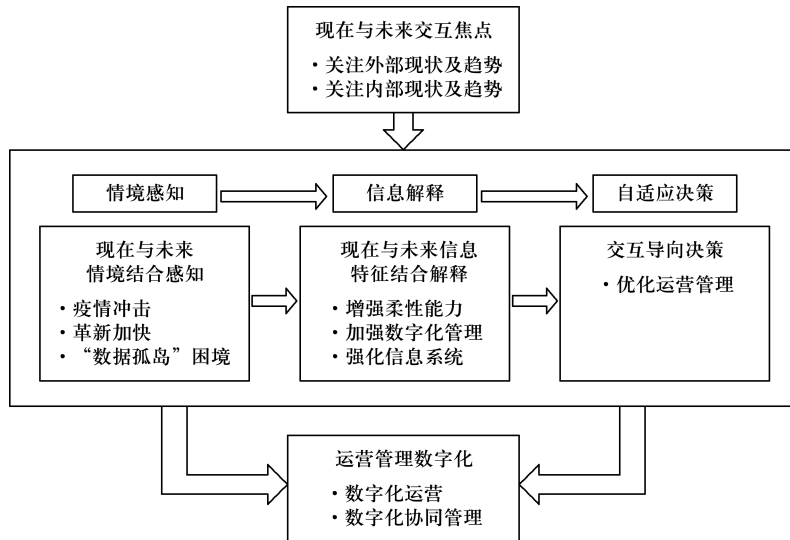 现在与未来交互焦点
·关注外部现状及趋势
·关注内部现状及趋势
情境感知
信息解释
自适应决策
现在与未来
情境结合感知
·疫情冲击
·革新加快
·“数据孤岛”困境
现在与未来信息
特征结合解释
·增强柔性能力
·加强数字化管理
·强化信息系统
交互导向决策
·优化运营管理
运营管理数字化
·数字化运营
·数字化协同管理